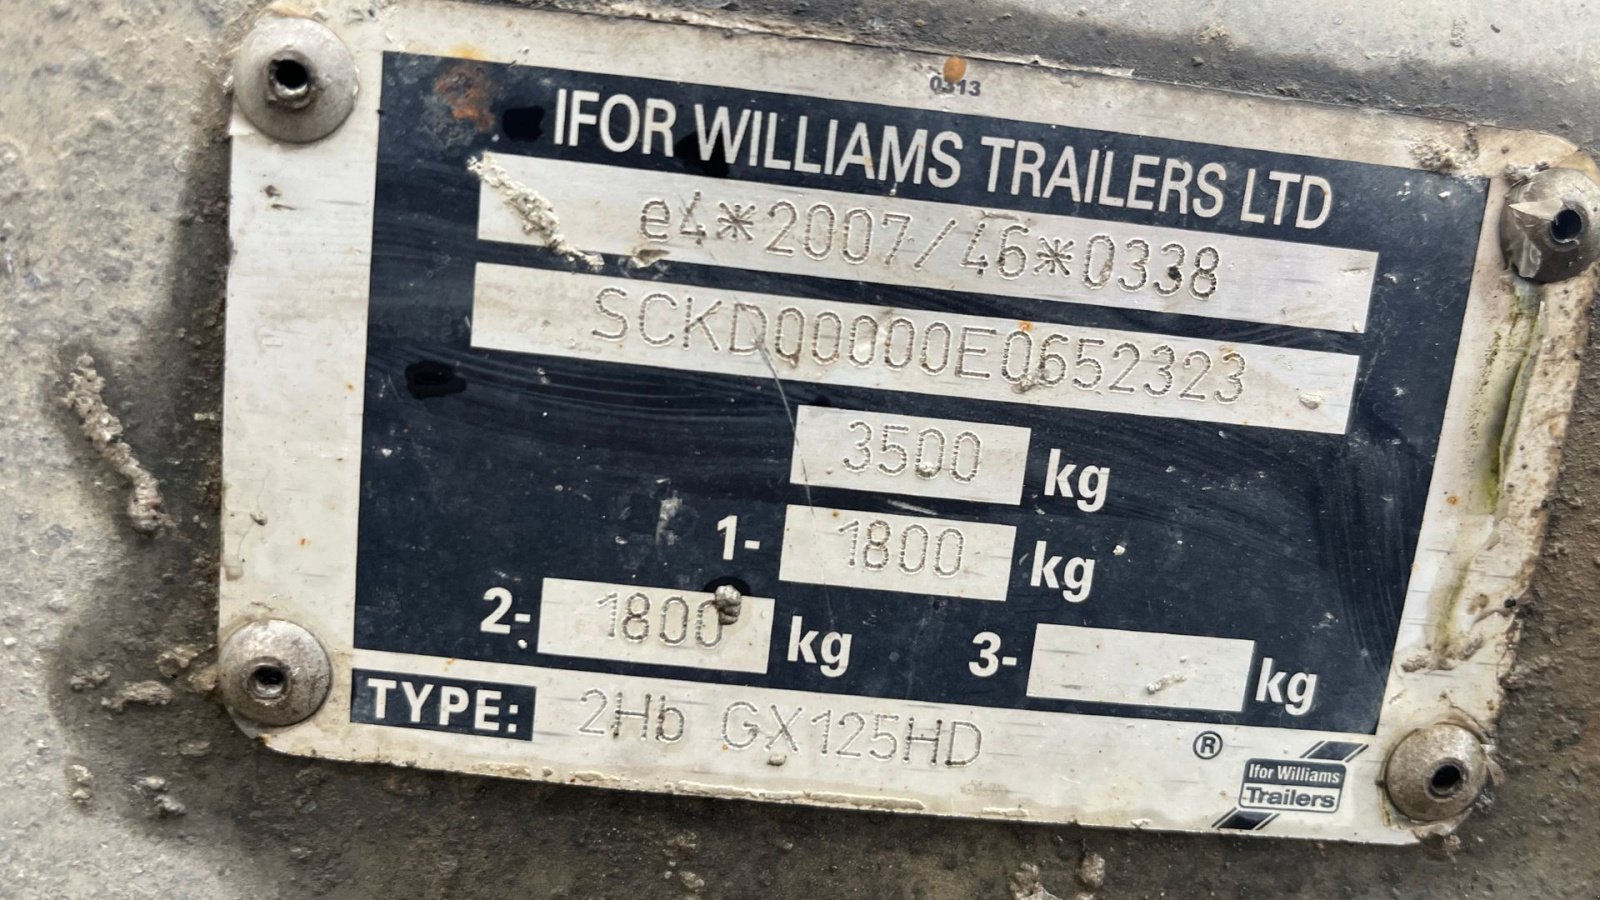 0313
IFOR WILLIAMS TRAILERS LTD
e4*2007/46*0338
SCKD00000E0652323
3500 kg
1- 1800 kg
2- 1800 kg 3- kg
TYPE: 2Hb GX125HD
®
Ifor Williams
Trailers